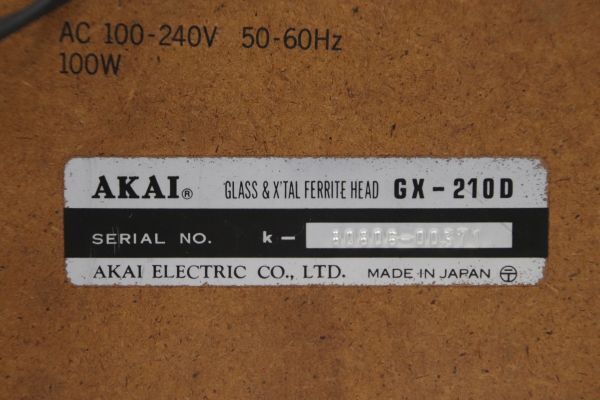 AC 100-240V 50-60Hz
100W
AKAI® GLASS & X'TAL FERRITE HEAD GX-210D
SERIAL NO. k-
AKAI ELECTRIC CO., LTD. MADE IN JAPAN